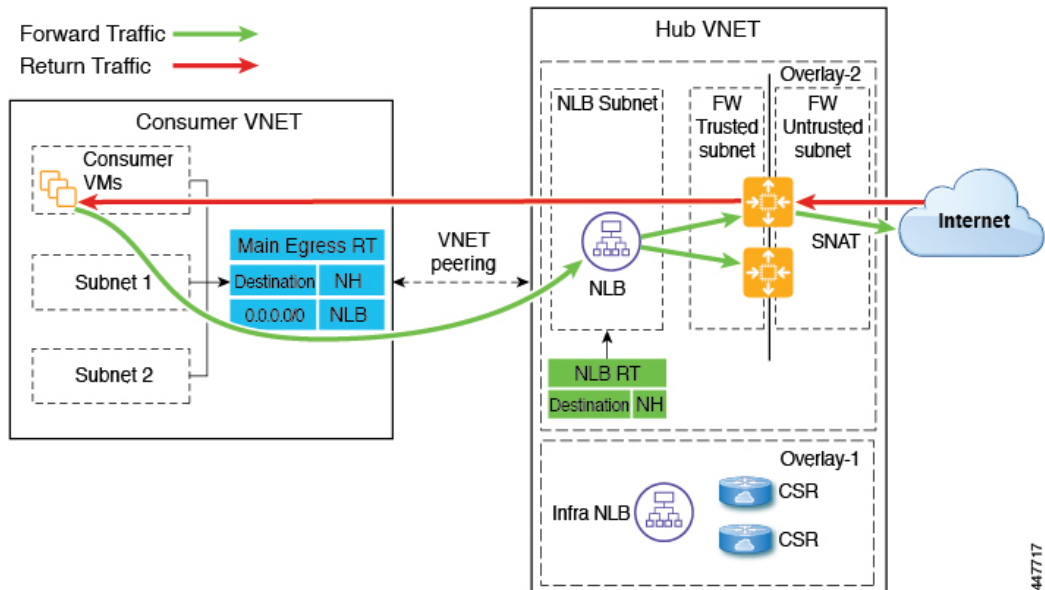 Forward Traffic
Return Traffic
Consumer VNET
Consumer
VMs
Subnet 1
Subnet 2
Main Egress RT
Destination NH
0.0.0.0/0 NLB
VNET
peering
Hub VNET
Overlay-2
NLB Subnet
FW
Trusted
subnet
FW
Untrusted
subnet
NLB
SNAT
Internet
NLB RT
Destination NH
Overlay-1
Infra NLB
CSR
CSR
447717